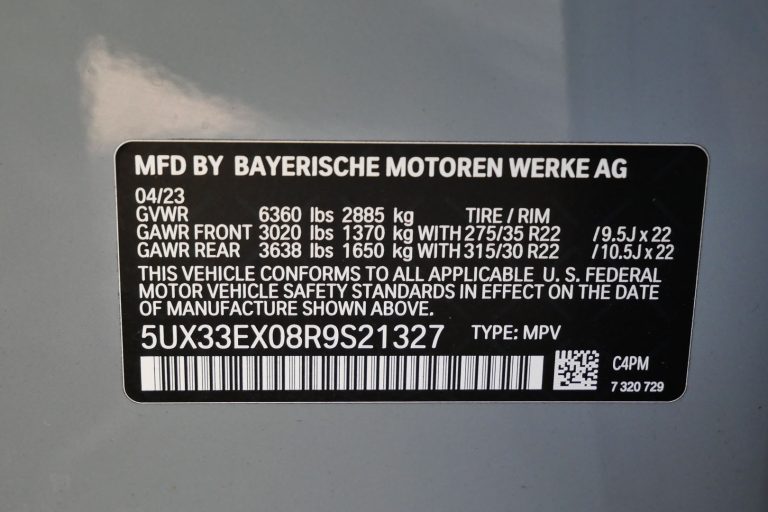 MFD BY BAYERISCHE MOTOREN WERKE AG
04/23
GVWR 6360 lbs 2885 kg TIRE / RIM
GAWR FRONT 3020 lbs 1370 kg WITH 275/35 R22 /9.5J x 22
GAWR REAR 3638 lbs 1650 kg WITH 315/30 R22 /10.5J x 22
THIS VEHICLE CONFORMS TO ALL APPLICABLE U. S. FEDERAL
MOTOR VEHICLE SAFETY STANDARDS IN EFFECT ON THE DATE
OF MANUFACTURE SHOWN ABOVE.
5UX33EX08R9S21327 TYPE: MPV
C4PM
7 320 729